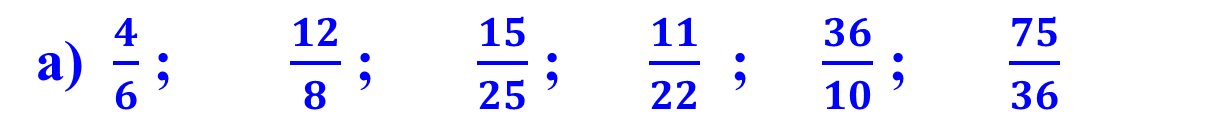 a) 4/6 ; 12/8 ; 15/25 ; 11/22 ; 36/10 ; 75/36